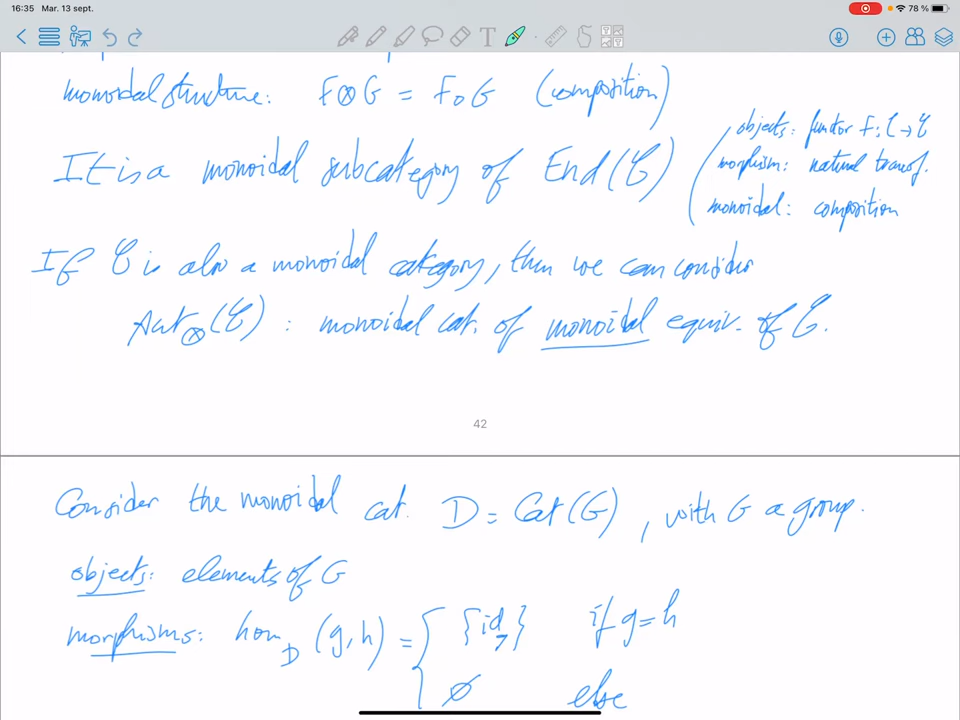 16:35 Mar. 13 sept. 78 %
monoidal structure: F⊗G = F∘G (composition)
It is a monoidal subcategory of End(𝒞)
objects: functor F: 𝒞 → 𝒞
morphism: natural transf.
monoidal: composition
If 𝒞 is also a monoidal category, then we can consider
Aut⊗(𝒞) : monoidal cat. of monoidal equiv. of 𝒞.
42
Consider the monoidal cat. D = Cat(G), with G a group.
objects: elements of G
morphisms: hom_D (g,h) = { {id_g} if g=h
∅ else